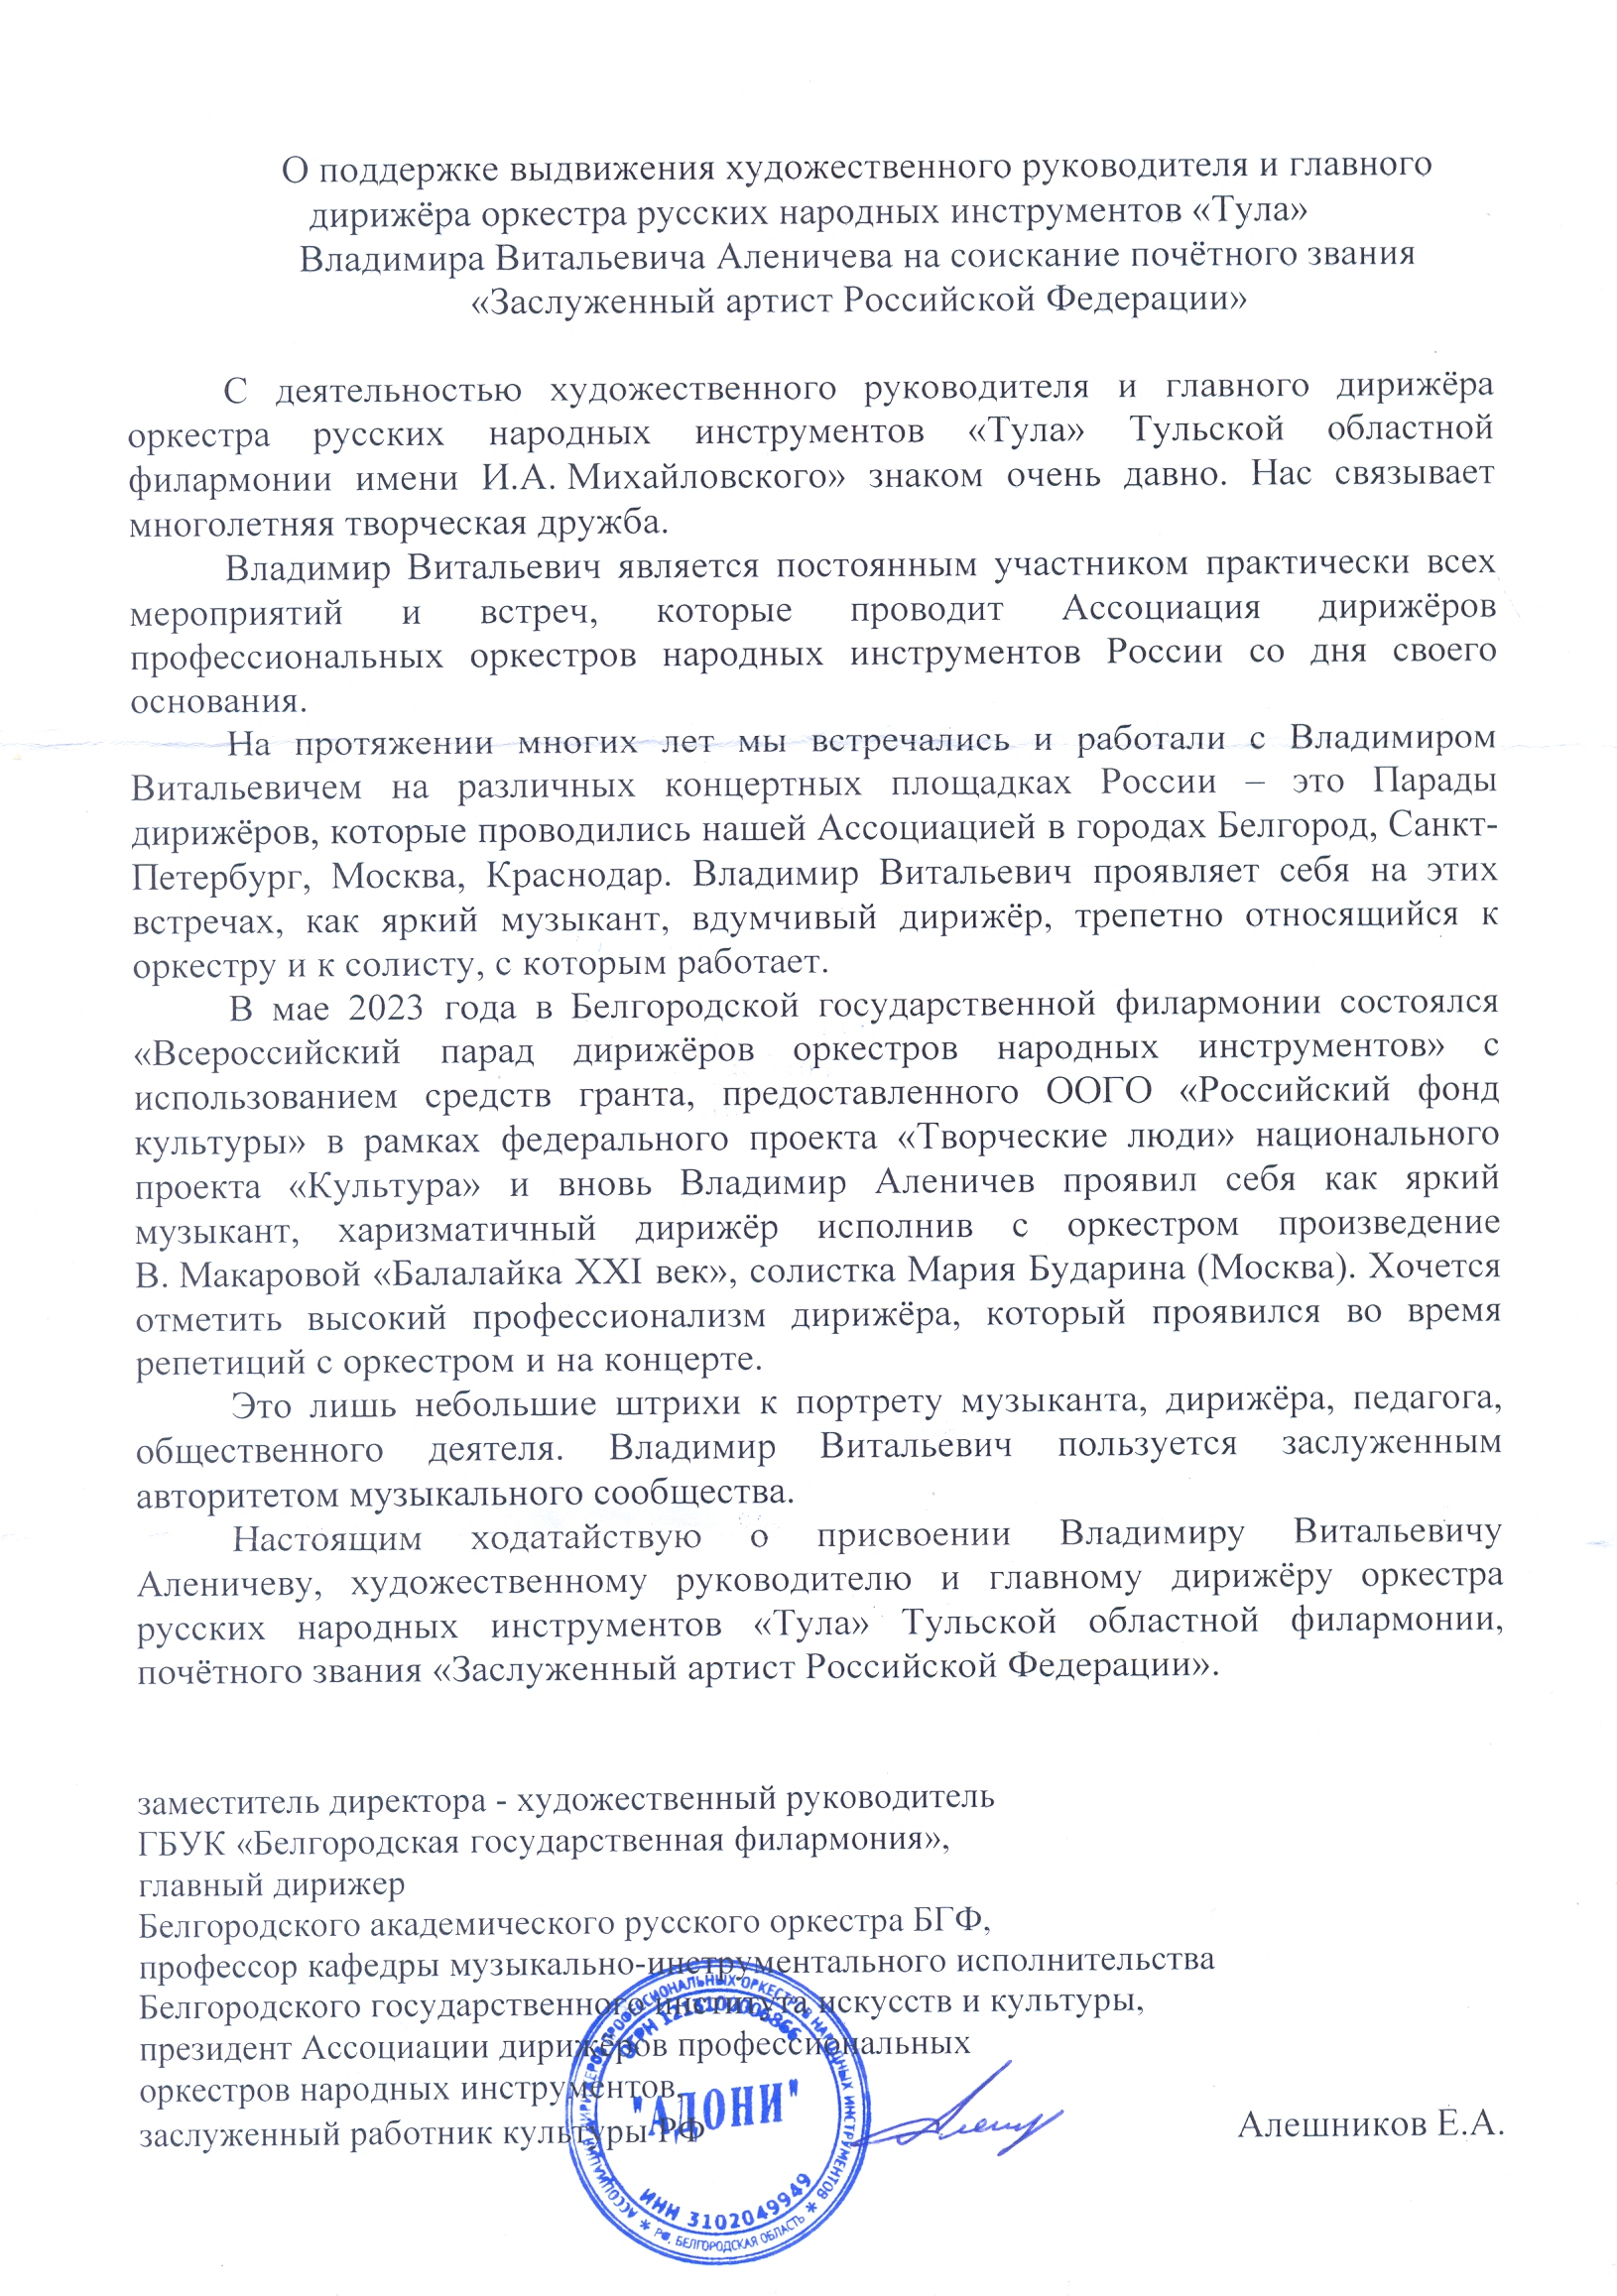 О поддержке выдвижения художественного руководителя и главного
дирижёра оркестра русских народных инструментов «Тула»
Владимира Витальевича Аленичева на соискание почётного звания
«Заслуженный артист Российской Федерации»
С деятельностью художественного руководителя и главного дирижёра
оркестра русских народных инструментов «Тула» Тульской областной
филармонии имени И.А. Михайловского» знаком очень давно. Нас связывает
многолетняя творческая дружба.
Владимир Витальевич является постоянным участником практически всех
мероприятий и встреч, которые проводит Ассоциация дирижёров
профессиональных оркестров народных инструментов России со дня своего
основания.
На протяжении многих лет мы встречались и работали с Владимиром
Витальевичем на различных концертных площадках России – это Парады
дирижёров, которые проводились нашей Ассоциацией в городах Белгород, Санкт-
Петербург, Москва, Краснодар. Владимир Витальевич проявляет себя на этих
встречах, как яркий музыкант, вдумчивый дирижёр, трепетно относящийся к
оркестру и к солисту, с которым работает.
В мае 2023 года в Белгородской государственной филармонии состоялся
«Всероссийский парад дирижёров оркестров народных инструментов» с
использованием средств гранта, предоставленного ООГО «Российский фонд
культуры» в рамках федерального проекта «Творческие люди» национального
проекта «Культура» и вновь Владимир Аленичев проявил себя как яркий
музыкант, харизматичный дирижёр исполнив с оркестром произведение
В. Макаровой «Балалайка XXI век», солистка Мария Бударина (Москва). Хочется
отметить высокий профессионализм дирижёра, который проявился во время
репетиций с оркестром и на концерте.
Это лишь небольшие штрихи к портрету музыканта, дирижёра, педагога,
общественного деятеля. Владимир Витальевич пользуется заслуженным
авторитетом музыкального сообщества.
Настоящим ходатайствую о присвоении Владимиру Витальевичу
Аленичеву, художественному руководителю и главному дирижёру оркестра
русских народных инструментов «Тула» Тульской областной филармонии,
почётного звания «Заслуженный артист Российской Федерации».
заместитель директора - художественный руководитель
ГБУК «Белгородская государственная филармония»,
главный дирижер
Белгородского академического русского оркестра БГФ,
профессор кафедры музыкально-инструментального исполнительства
Белгородского государственного института искусств и культуры,
президент Ассоциации дирижёров профессиональных
оркестров народных инструментов,
заслуженный работник культуры РФ
Алешников Е.А.
АССОЦИАЦИЯ ДИРИЖЕРОВ ПРОФЕССИОНАЛЬНЫХ ОРКЕСТРОВ НАРОДНЫХ ИНСТРУМЕНТОВ
ОГРН
"АДОНИ"
ИНН 3102049949
РФ, БЕЛГОРОДСКАЯ ОБЛАСТЬ